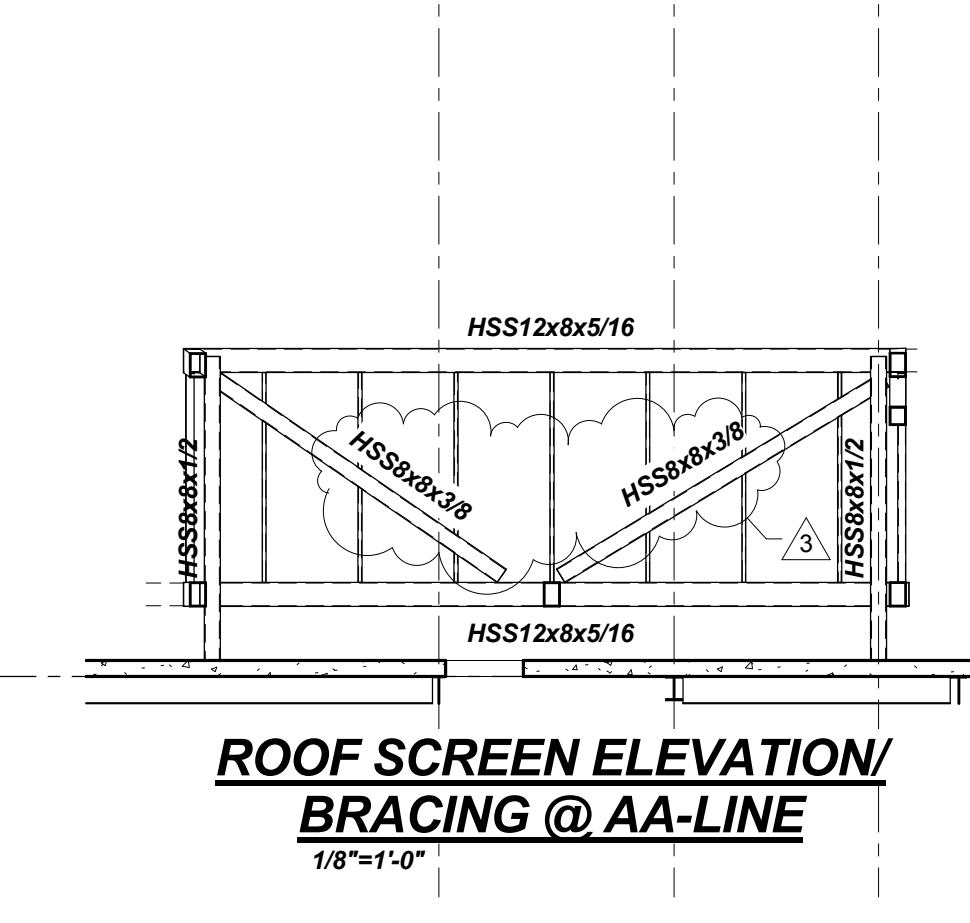 HSS12x8x5/16
HSS8x8x1/2
HSS8x8x3/8
HSS8x8x3/8
HSS8x8x1/2
3
HSS12x8x5/16
ROOF SCREEN ELEVATION/
BRACING @ AA-LINE
1/8"=1'-0"